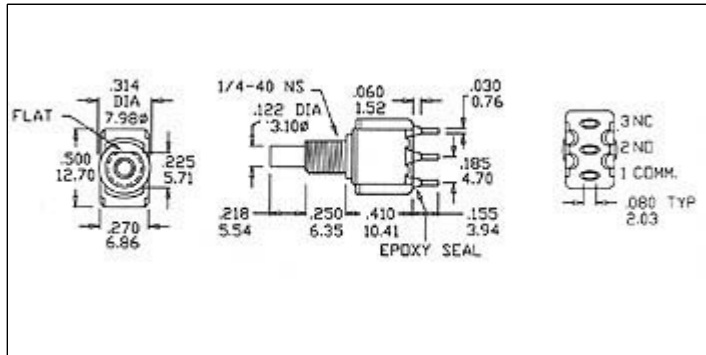 .314
DIA
7.98ø
FLAT
.500
12.70
.225
5.71
.270
6.86
1/4-40 NS
.122 DIA
3.10ø
.060
1.52
.030
0.76
.185
4.70
.218
5.54
.250
6.35
.410
10.41
.155
3.94
EPOXY SEAL
3 NC
2 NO
1 COMM.
.080 TYP
2.03